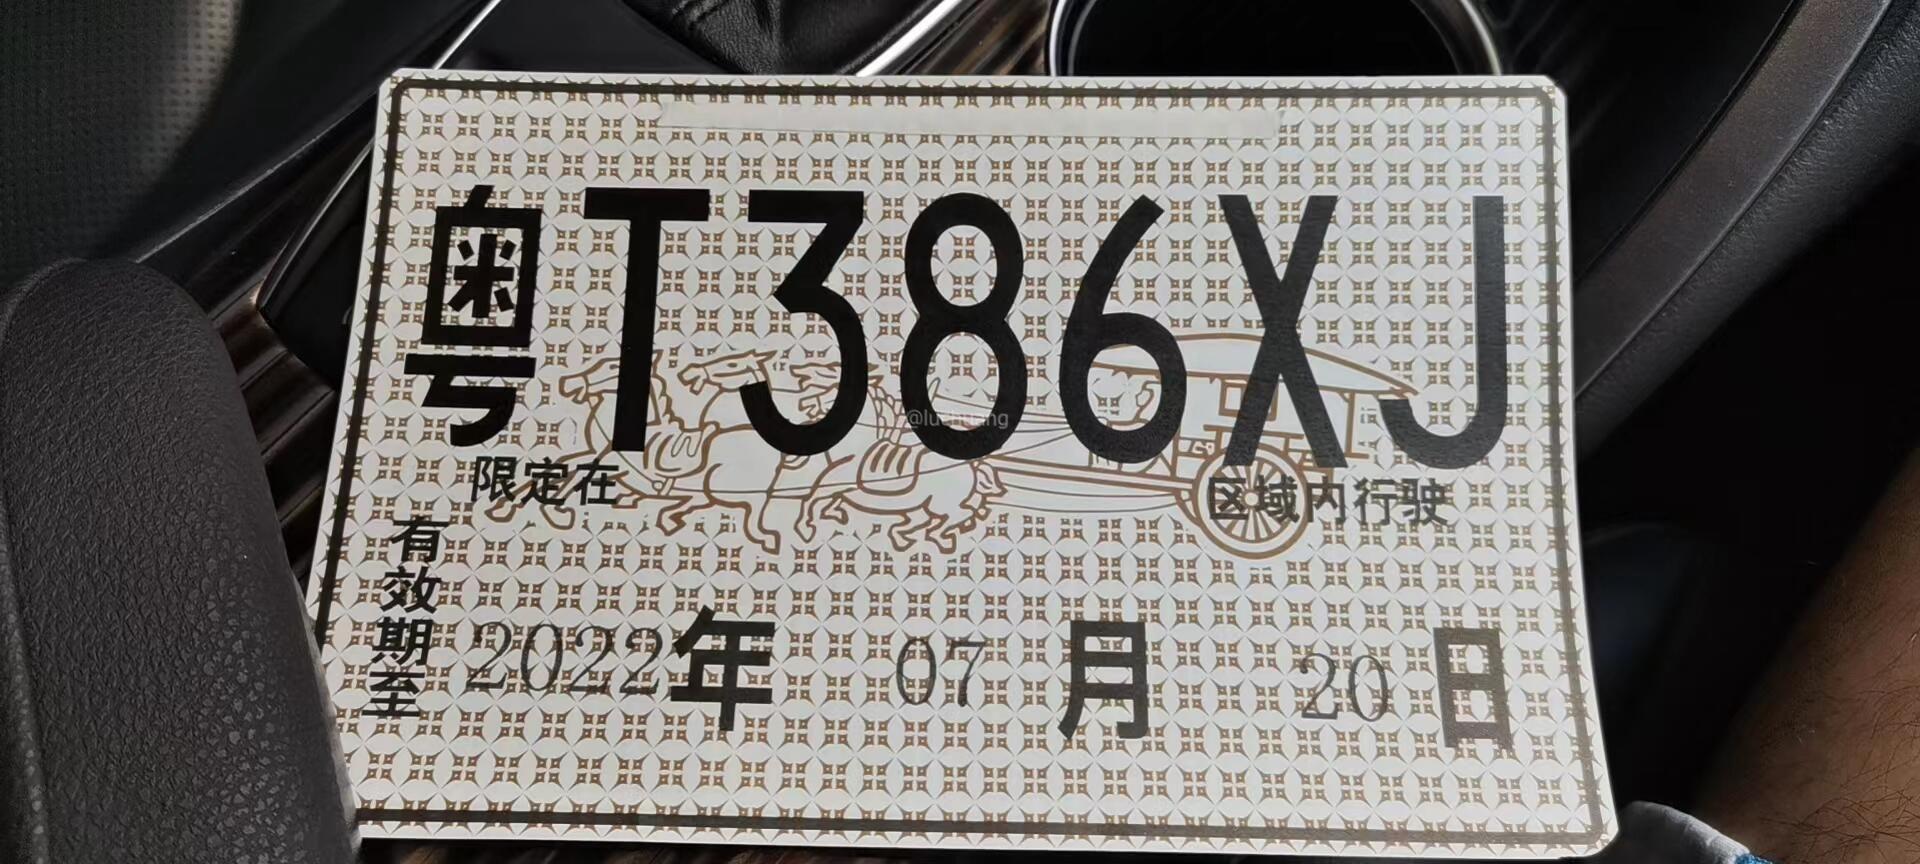 粤T386XJ
@luchuang
限定在 区域内行驶
有效期至 2022年 07月 20日